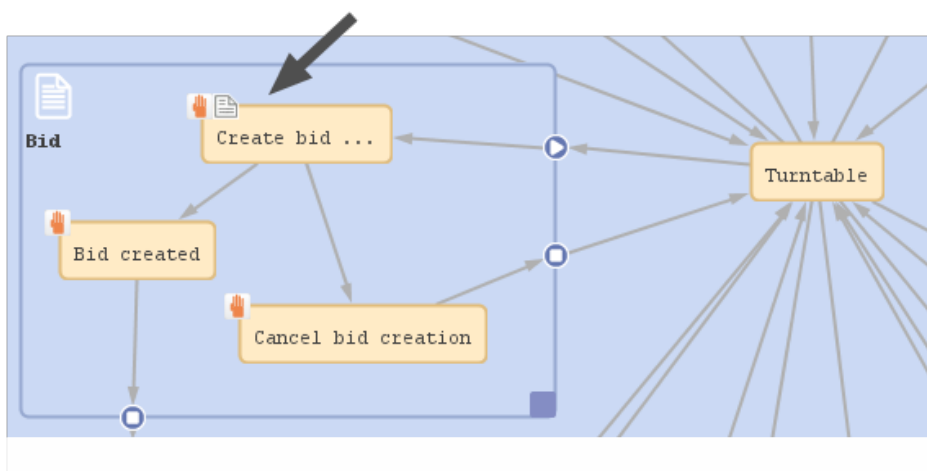 Bid
Create bid ...
Turntable
Bid created
Cancel bid creation